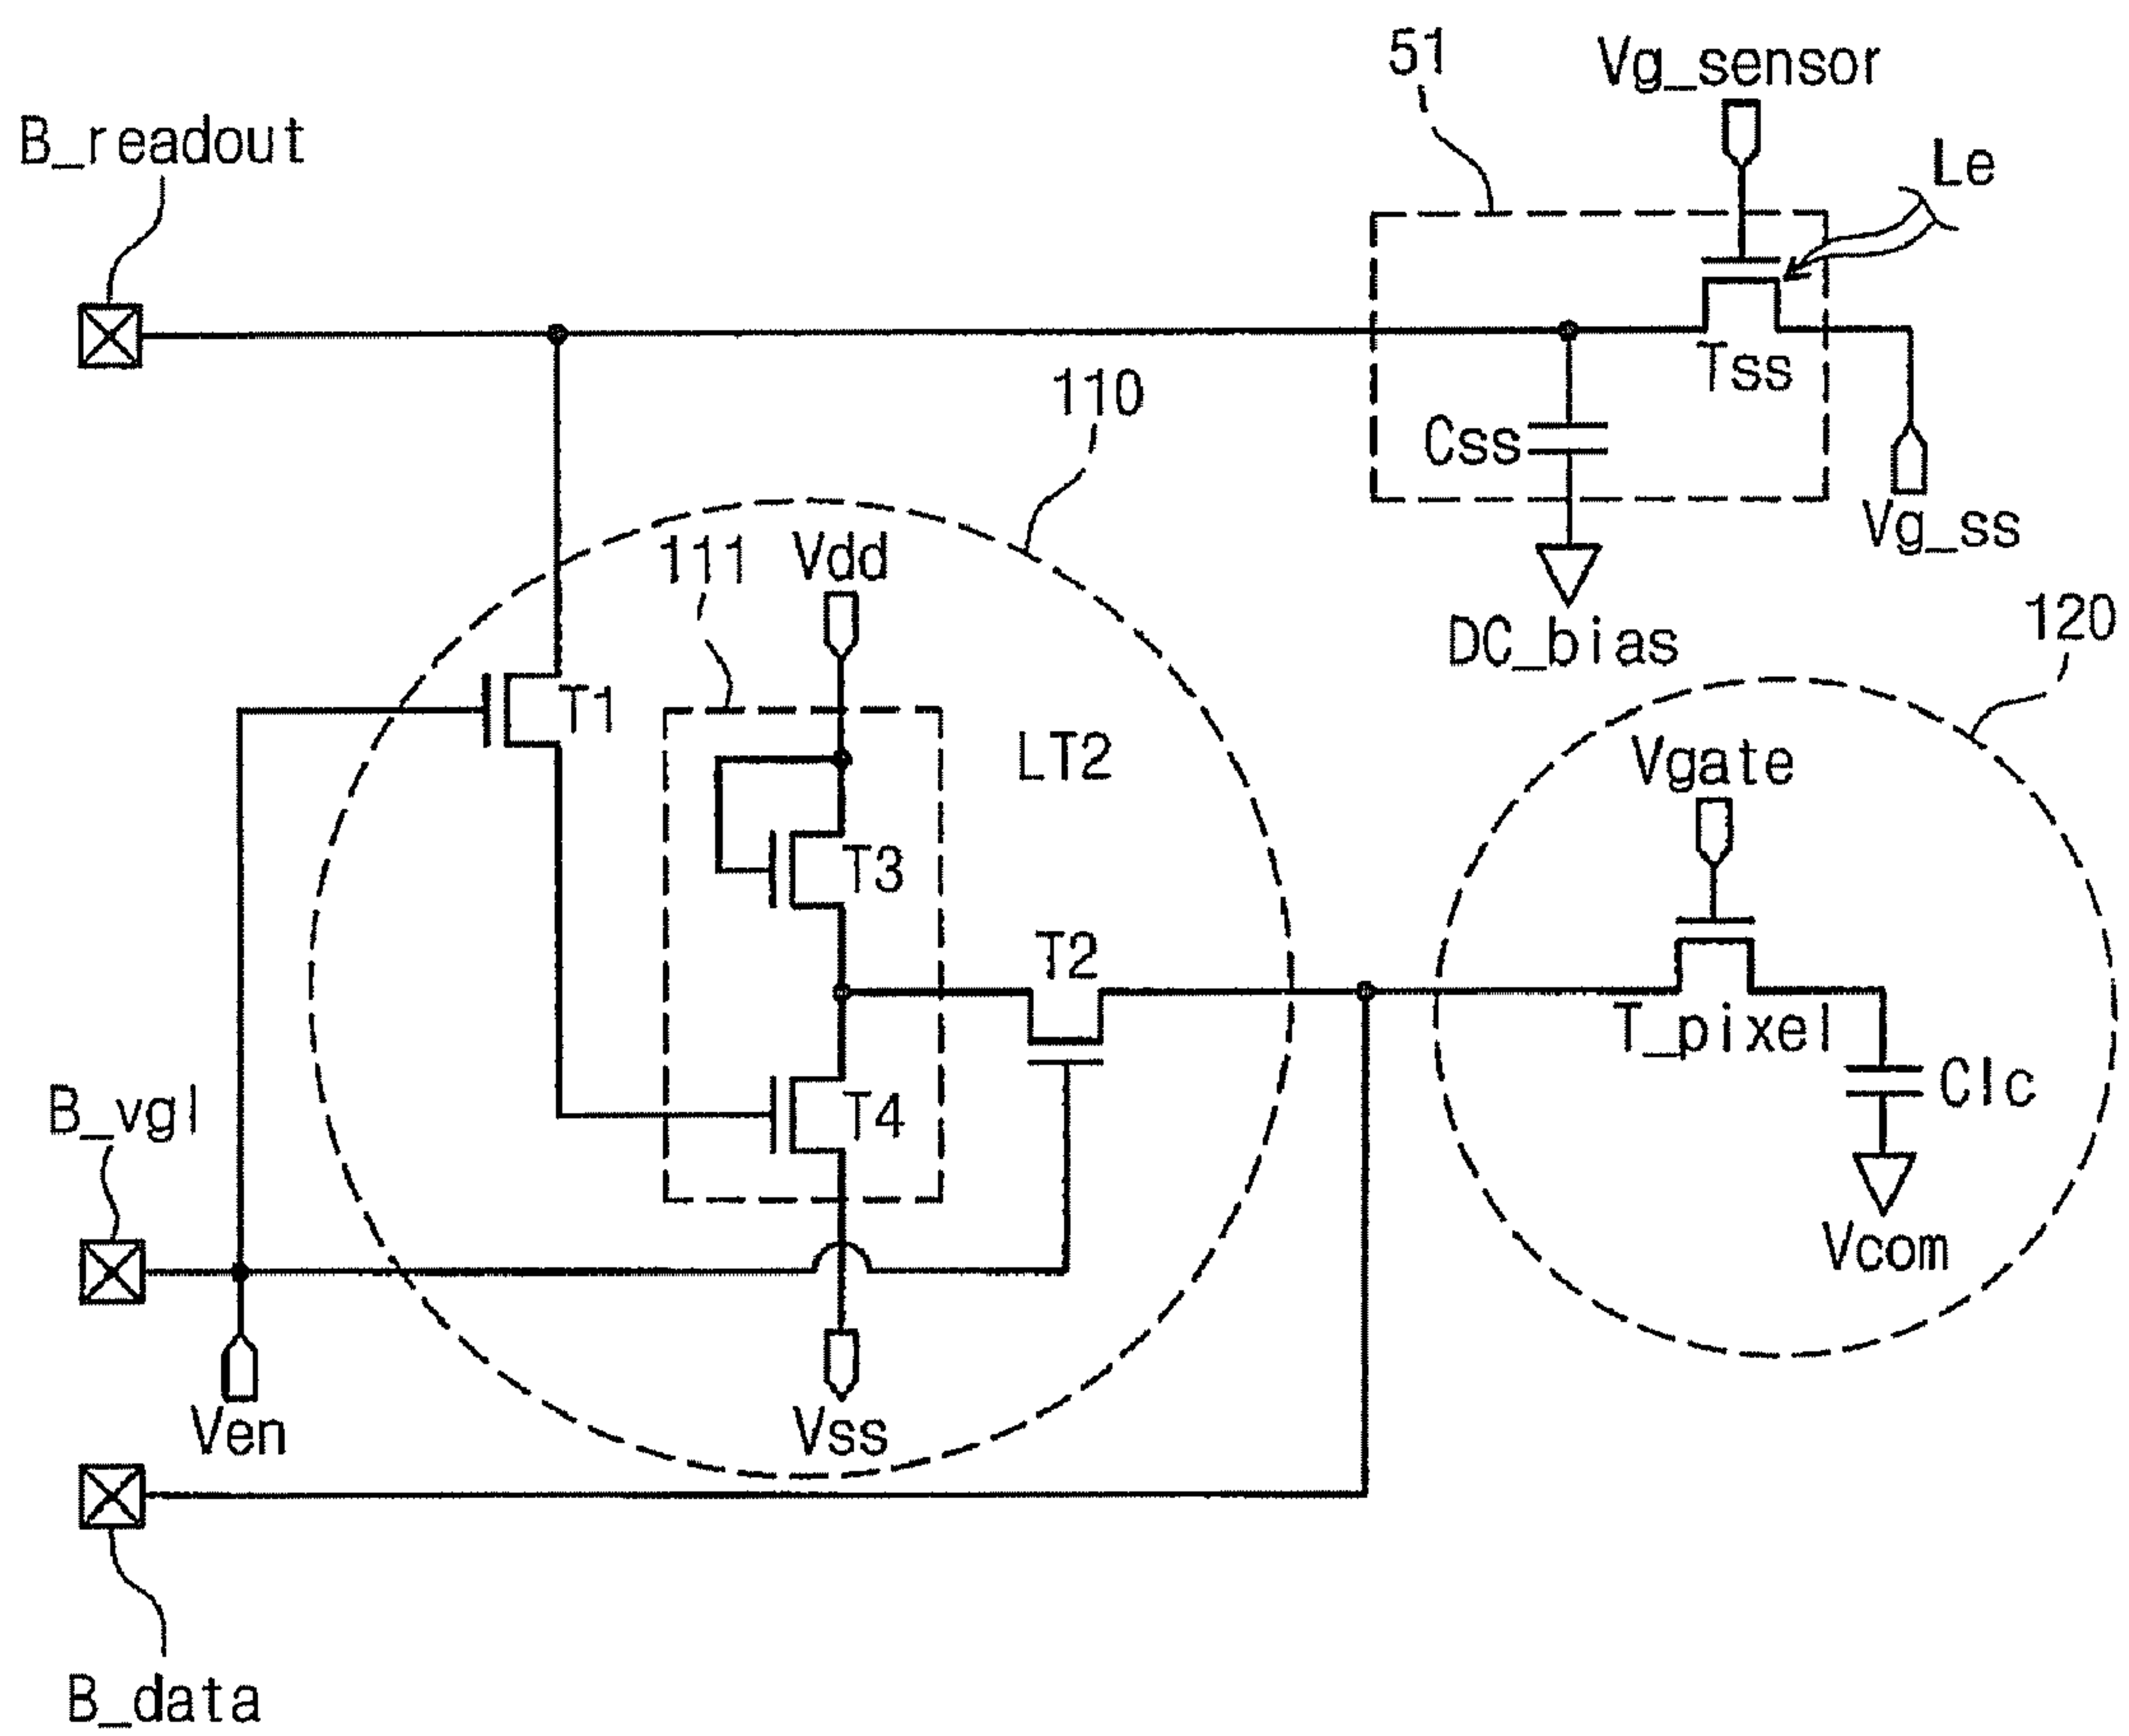 51
Vg_sensor
B_readout
Le
Tss
110
Css
Vg_ss
111
Vdd
DC_bias
120
T1
LT2
Vgate
T3
T2
T_pixel
Clc
B_vgl
T4
Vcom
Ven
Vss
B_data